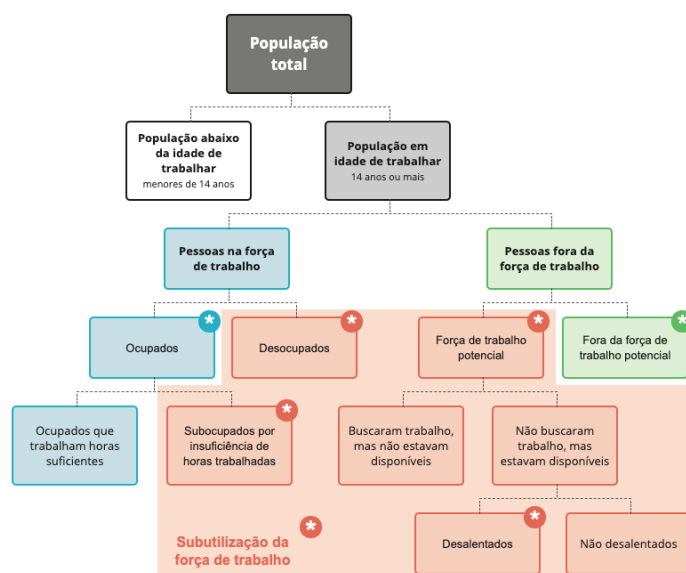 População
total
População abaixo
da idade de
trabalhar
menores de 14 anos
População em
idade de trabalhar
14 anos ou mais
Pessoas na força
de trabalho
Pessoas fora da
força de trabalho
*
Ocupados
*
Desocupados
*
Força de trabalho
potencial
*
Fora da força de
trabalho potencial
Ocupados que
trabalham horas
suficientes
*
Subocupados por
insuficiência de
horas trabalhadas
Buscaram trabalho,
mas não estavam
disponíveis
Não buscaram
trabalho, mas
estavam disponíveis
Subutilização da
força de trabalho
*
*
Desalentados
Não desalentados